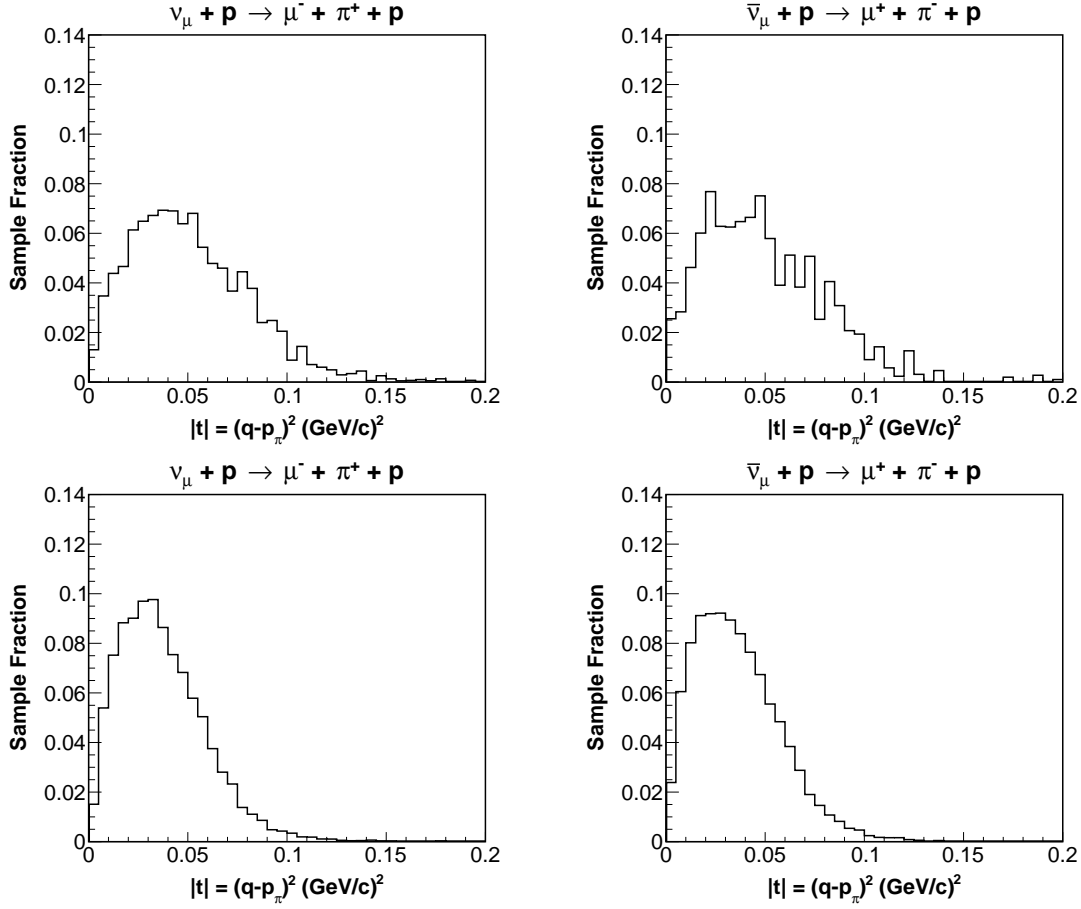 ν_μ + p → μ⁻ + π⁺ + p
0.14
0.12
0.1
0.08
0.06
0.04
0.02
0
Sample Fraction
0 0.05 0.1 0.15 0.2
|t| = (q-p_π)² (GeV/c)²
ν̅_μ + p → μ⁺ + π⁻ + p
0.14
0.12
0.1
0.08
0.06
0.04
0.02
0
Sample Fraction
0 0.05 0.1 0.15 0.2
|t| = (q-p_π)² (GeV/c)²
ν_μ + p → μ⁻ + π⁺ + p
0.14
0.12
0.1
0.08
0.06
0.04
0.02
0
Sample Fraction
0 0.05 0.1 0.15 0.2
|t| = (q-p_π)² (GeV/c)²
ν̅_μ + p → μ⁺ + π⁻ + p
0.14
0.12
0.1
0.08
0.06
0.04
0.02
0
Sample Fraction
0 0.05 0.1 0.15 0.2
|t| = (q-p_π)² (GeV/c)²